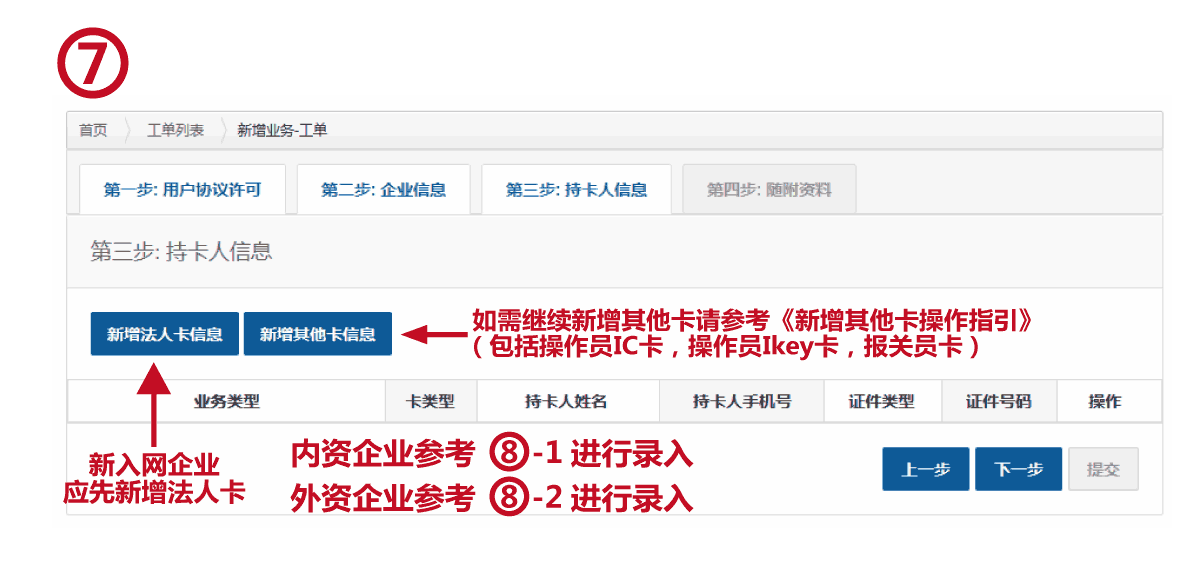 ⑦
首页 工单列表 新增业务-工单
第一步: 用户协议许可 第二步: 企业信息 第三步: 持卡人信息 第四步: 随附资料
第三步: 持卡人信息
新增法人卡信息 新增其他卡信息
如需继续新增其他卡请参考《新增其他卡操作指引》
（包括操作员IC卡，操作员Ikey卡，报关员卡）
业务类型 卡类型 持卡人姓名 持卡人手机号 证件类型 证件号码 操作
新入网企业
应先新增法人卡
内资企业参考 ⑧-1 进行录入
外资企业参考 ⑧-2 进行录入
上一步 下一步 提交